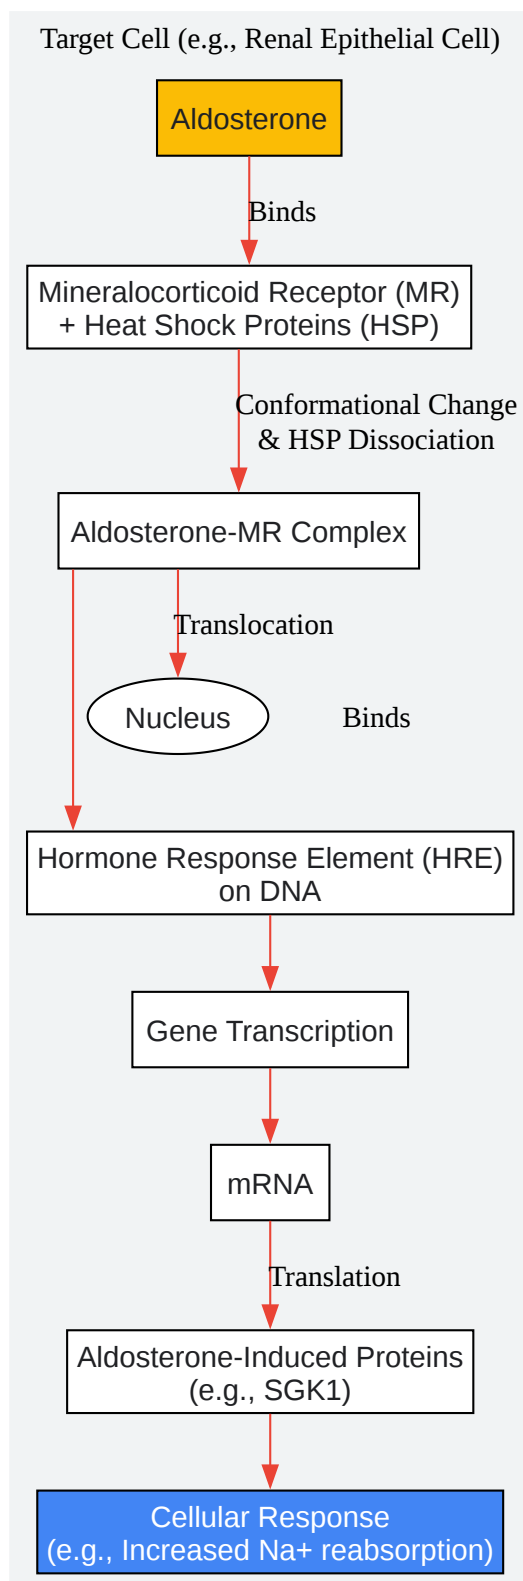 Target Cell (e.g., Renal Epithelial Cell)
Aldosterone
Binds
Mineralocorticoid Receptor (MR)
+ Heat Shock Proteins (HSP)
Conformational Change
& HSP Dissociation
Aldosterone-MR Complex
Translocation
Nucleus
Binds
Hormone Response Element (HRE)
on DNA
Gene Transcription
mRNA
Translation
Aldosterone-Induced Proteins
(e.g., SGK1)
Cellular Response
(e.g., Increased Na+ reabsorption)